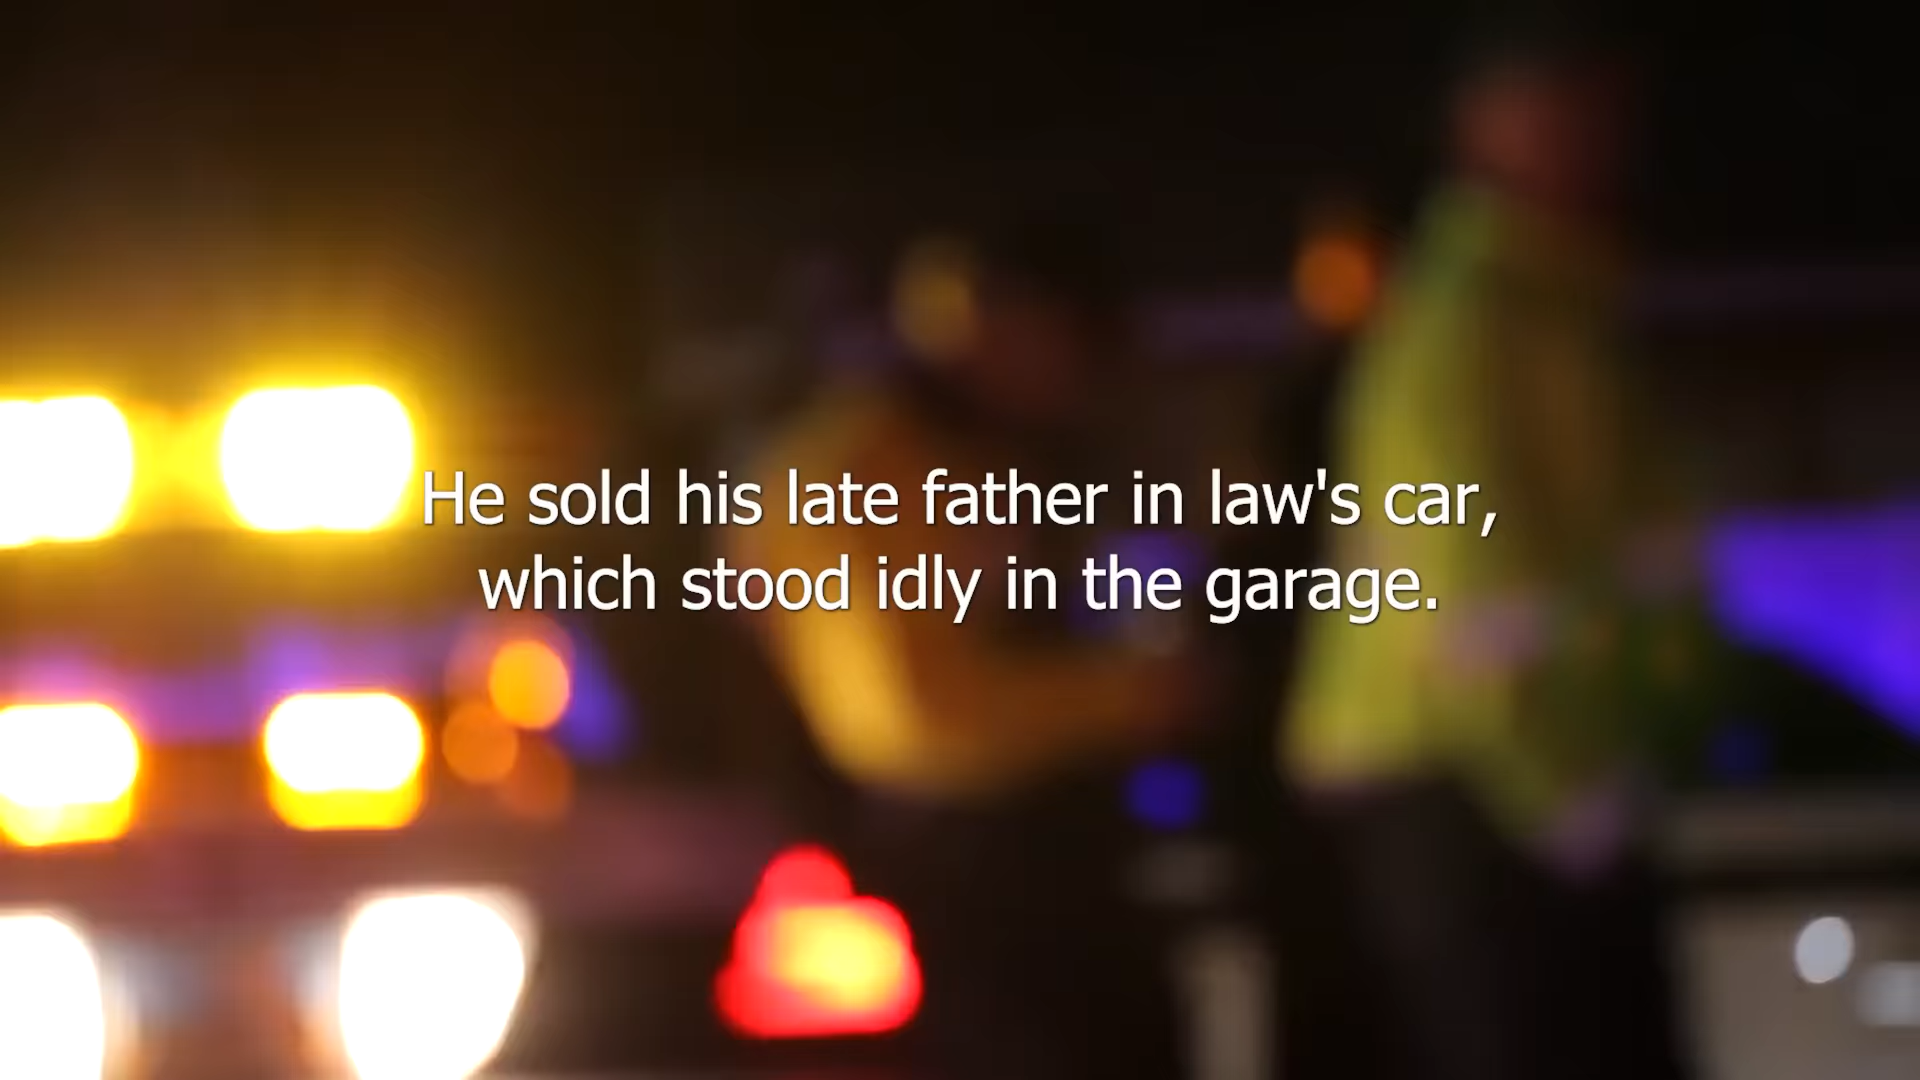 He sold his late father in law's car,
which stood idly in the garage.